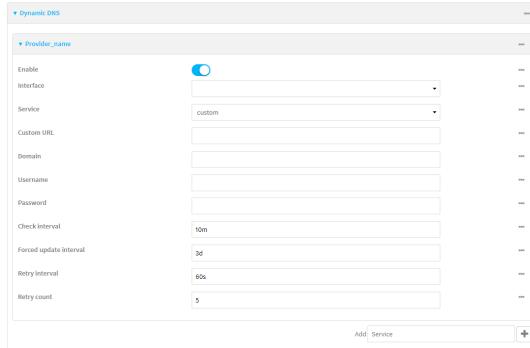 Dynamic DNS
Provider_name
Enable
Interface
Service custom
Custom URL
Domain
Username
Password
Check interval 10m
Forced update interval 3d
Retry interval 60s
Retry count 5
Add: Service